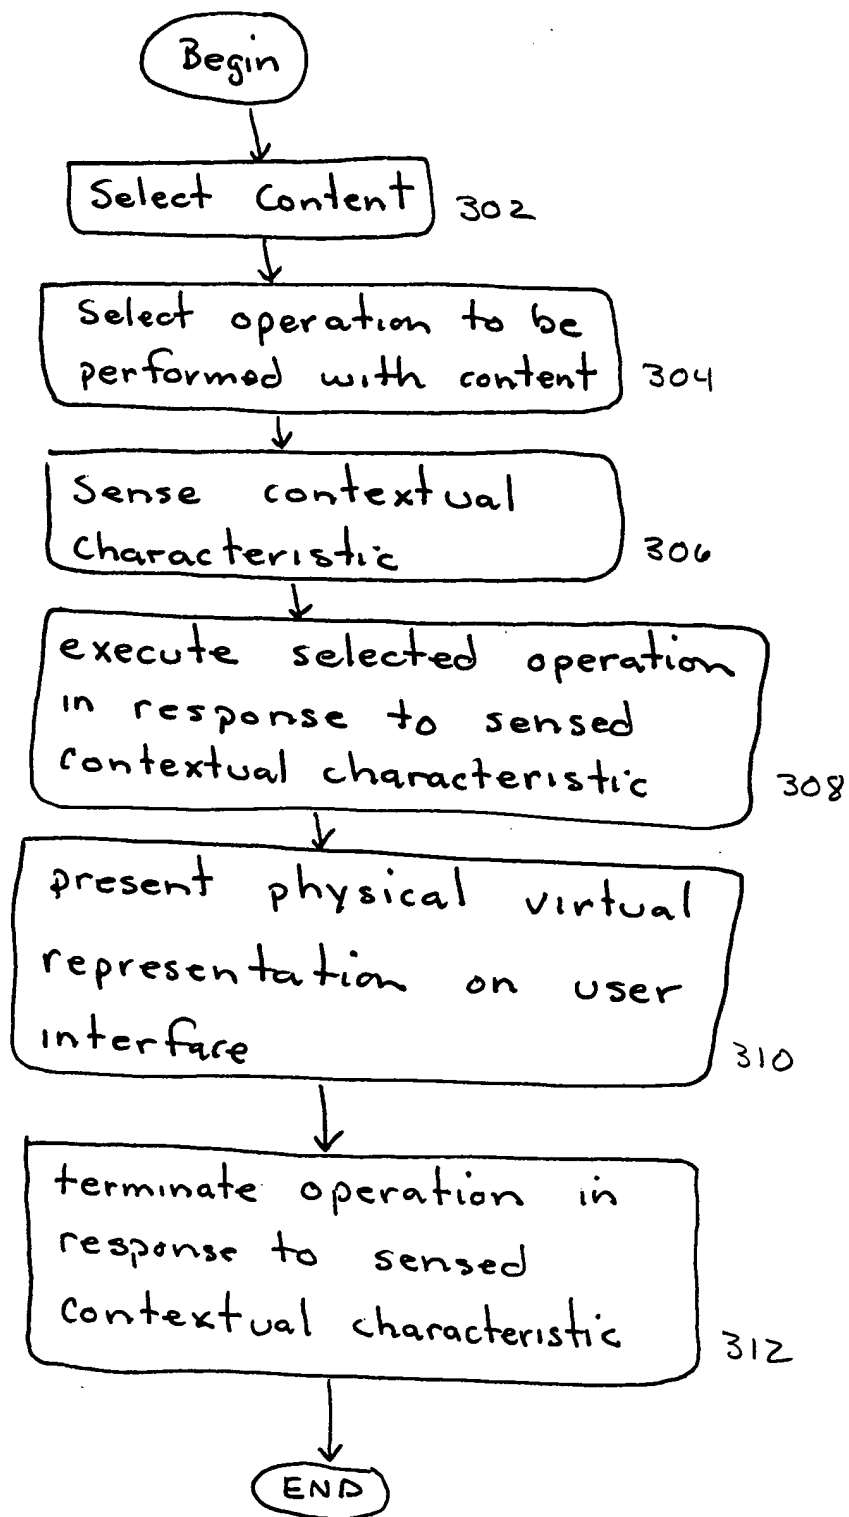 Begin
Select Content
302
Select operation to be
performed with content
304
Sense contextual
characteristic
306
execute selected operation
in response to sensed
contextual characteristic
308
present physical virtual
representation on user
interface
310
terminate operation in
response to sensed
contextual characteristic
312
END